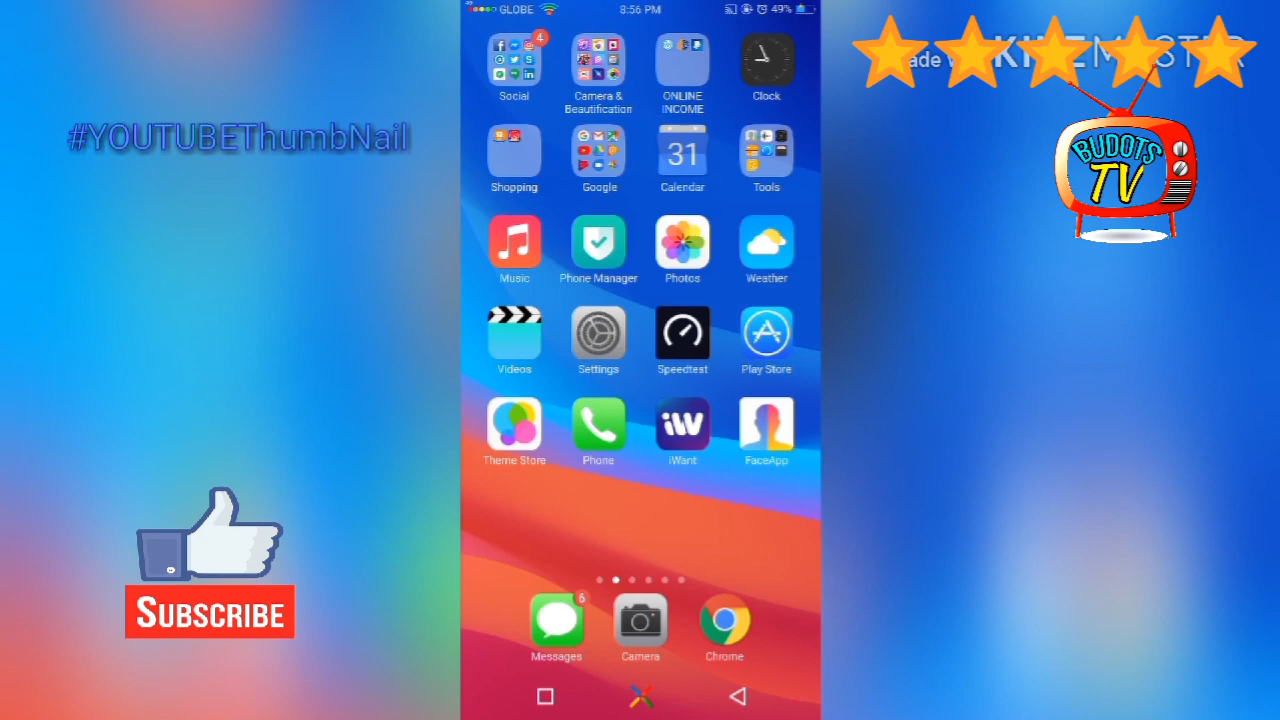 GLOBE 8:56 PM 49%
4
Social Camera & Beautification ONLINE INCOME Clock
31
Shopping Google Calendar Tools
Music Phone Manager Photos Weather
Videos Settings Speedtest Play Store
iW
Theme Store Phone iWant FaceApp
6
Messages Camera Chrome
#YOUTUBEThumbNail
SUBSCRIBE
BUDOTS
TV